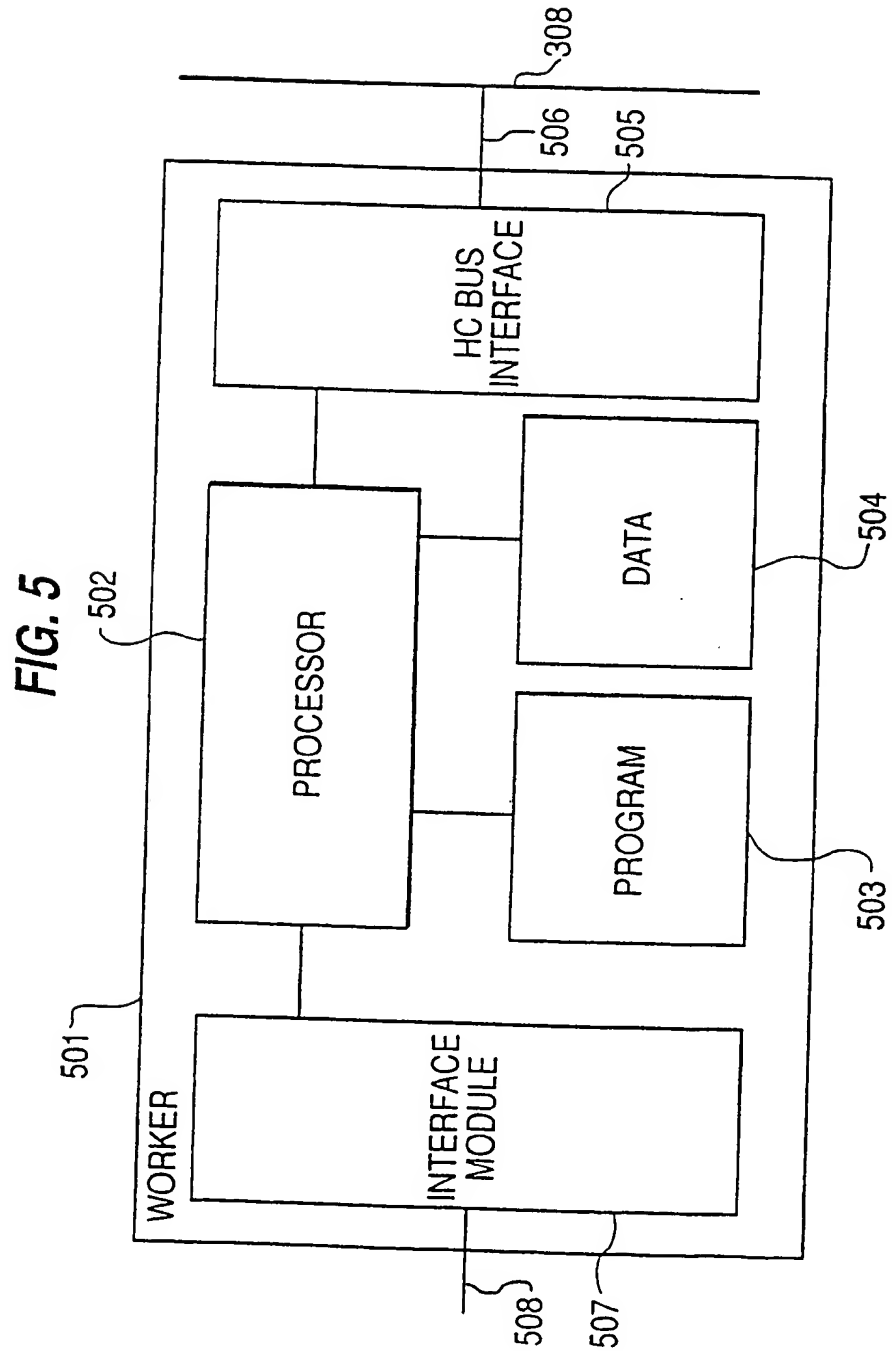 FIG. 5
501
502
WORKER
PROCESSOR
INTERFACE
MODULE
HC BUS
INTERFACE
PROGRAM
DATA
508
507
503
504
505
506
308